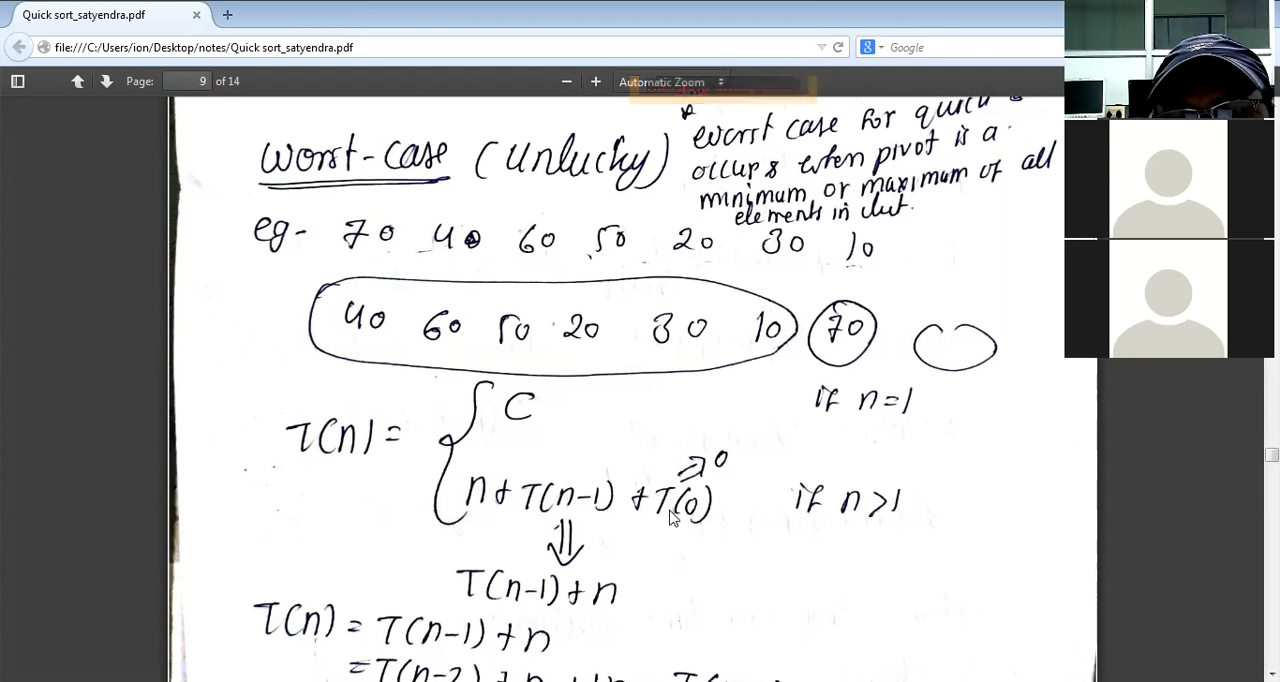 Quick sort_satyendra.pdf
file:///C:/Users/ion/Desktop/notes/Quick sort_satyendra.pdf
Google
Page: 9 of 14
Automatic Zoom
worst case for quick
worst-case (unlucky)
occurs when pivot is a
minimum or maximum of all
elements in
eg- 70 40 60 50 20 30 10
40 60 50 20 30 10 70
T(n) = { C if n=1
n + T(n-1) + T(0) ⇒ 0 if n>1
⇓
T(n-1) + n
T(n) = T(n-1) + n
= T(n-2) +